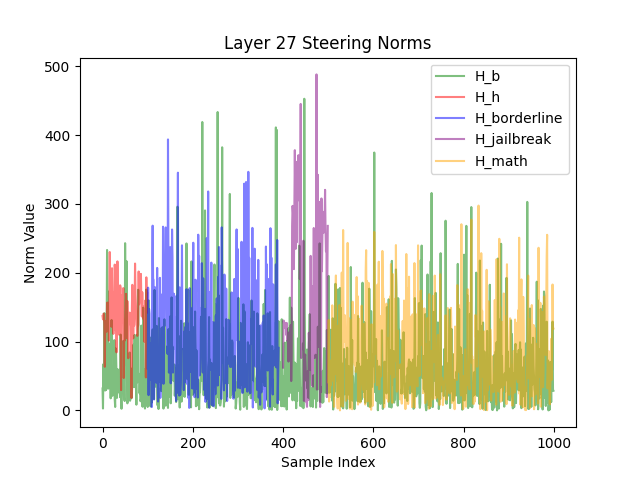 Layer 27 Steering Norms
500
400
300
200
100
0
Norm Value
H_b
H_h
H_borderline
H_jailbreak
H_math
0 200 400 600 800 1000
Sample Index